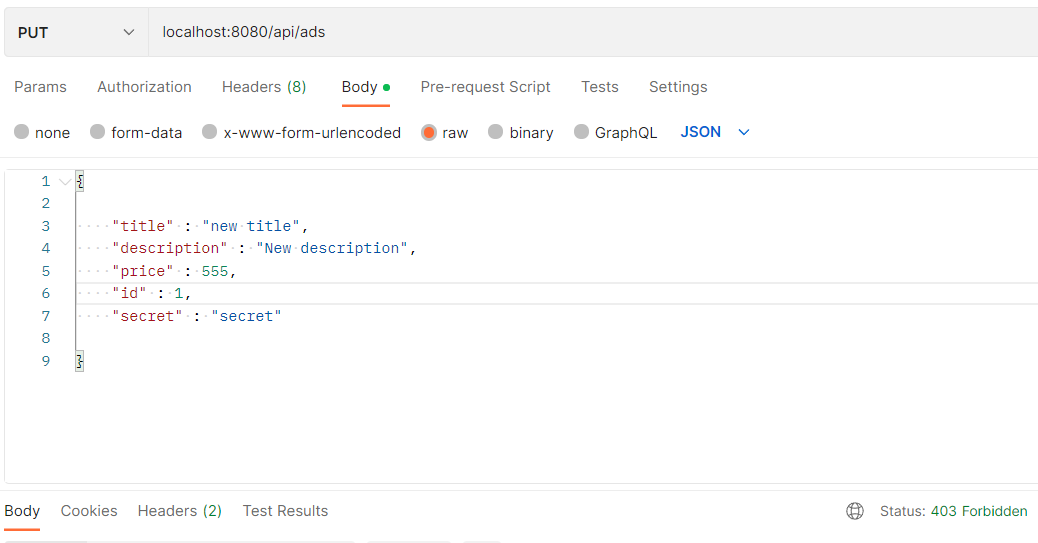 PUT localhost:8080/api/ads
Params Authorization Headers (8) Body Pre-request Script Tests Settings
none form-data x-www-form-urlencoded raw binary GraphQL JSON
1 {
2
3 "title" : "new title",
4 "description" : "New description",
5 "price" : 555,
6 "id" : 1,
7 "secret" : "secret"
8
9 }
Body Cookies Headers (2) Test Results Status: 403 Forbidden